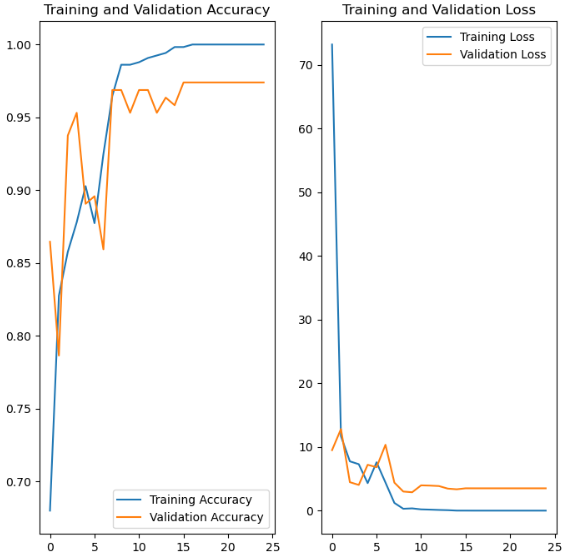 Training and Validation Accuracy
1.00
0.95
0.90
0.85
0.80
0.75
0.70
Training Accuracy
Validation Accuracy
0 5 10 15 20 25
Training and Validation Loss
Training Loss
Validation Loss
70
60
50
40
30
20
10
0
0 5 10 15 20 25